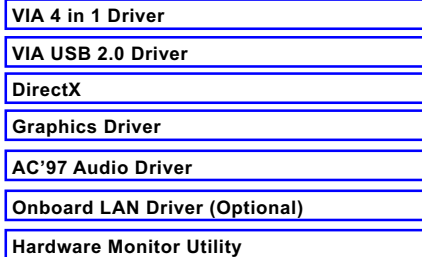 VIA 4 in 1 Driver
VIA USB 2.0 Driver
DirectX
Graphics Driver
AC’97 Audio Driver
Onboard LAN Driver (Optional)
Hardware Monitor Utility